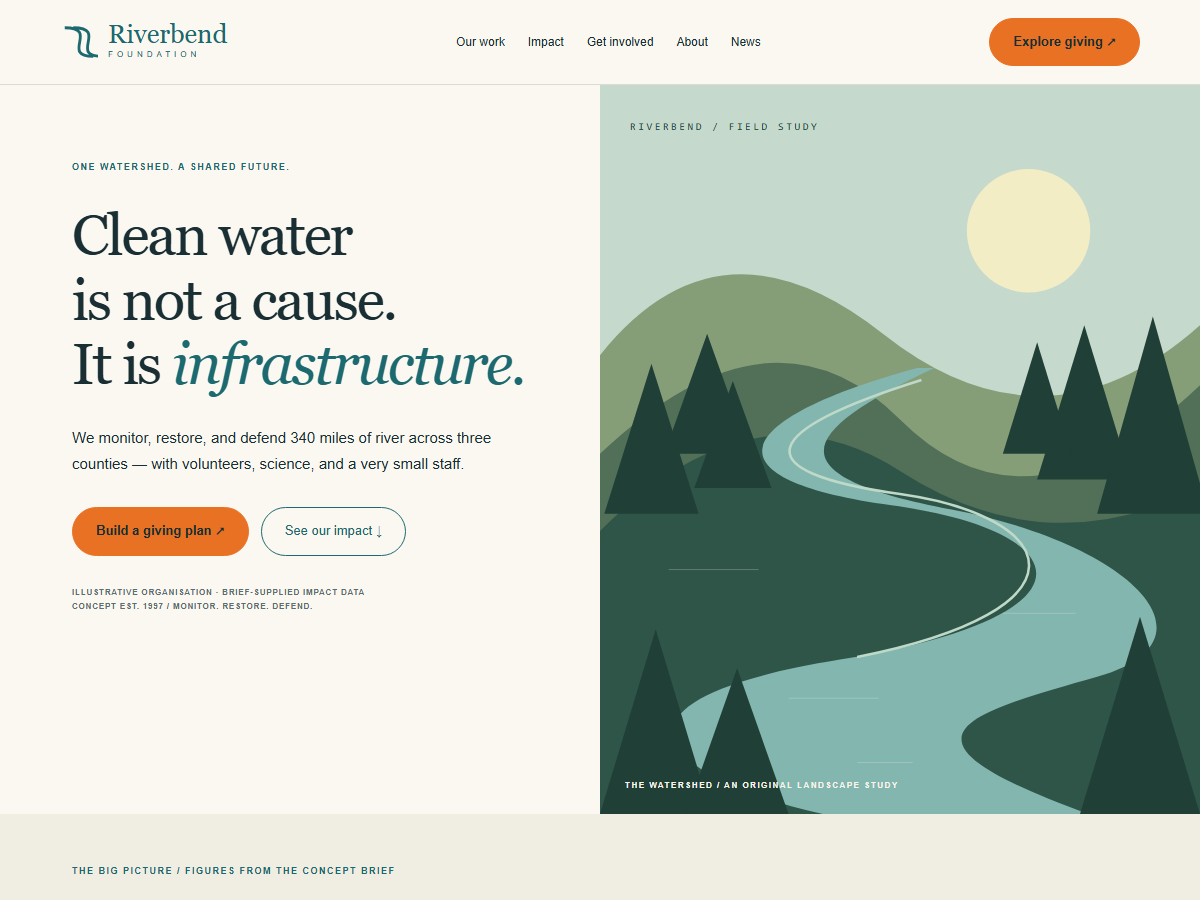 Riverbend
FOUNDATION
Our work
Impact
Get involved
About
News
Explore giving ↗
ONE WATERSHED. A SHARED FUTURE.
Clean water
is not a cause.
It is infrastructure.
We monitor, restore, and defend 340 miles of river across three
counties — with volunteers, science, and a very small staff.
Build a giving plan ↗
See our impact ↓
ILLUSTRATIVE ORGANISATION · BRIEF-SUPPLIED IMPACT DATA
CONCEPT EST. 1997 / MONITOR. RESTORE. DEFEND.
RIVERBEND / FIELD STUDY
THE WATERSHED / AN ORIGINAL LANDSCAPE STUDY
THE BIG PICTURE / FIGURES FROM THE CONCEPT BRIEF